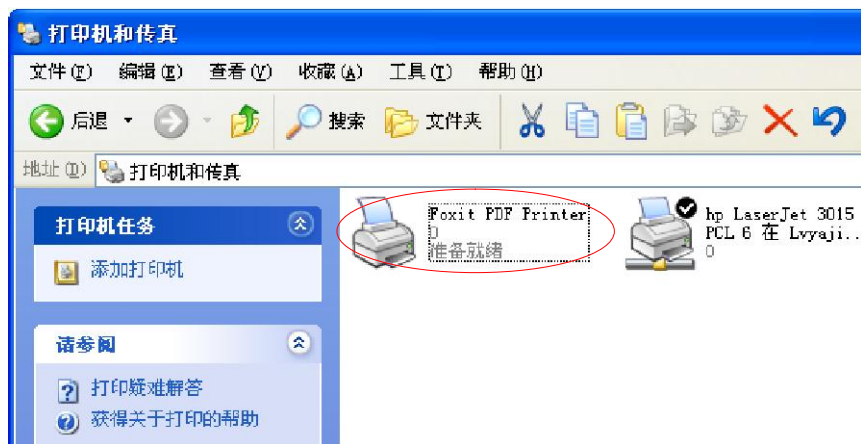 打印机和传真
文件(F) 编辑(E) 查看(V) 收藏(A) 工具(T) 帮助(H)
后退 搜索 文件夹
地址(D) 打印机和传真
打印机任务
添加打印机
请参阅
打印疑难解答
获得关于打印的帮助
Foxit PDF Printer
0
准备就绪
hp LaserJet 3015
PCL 6 在 Lvyaji..
0